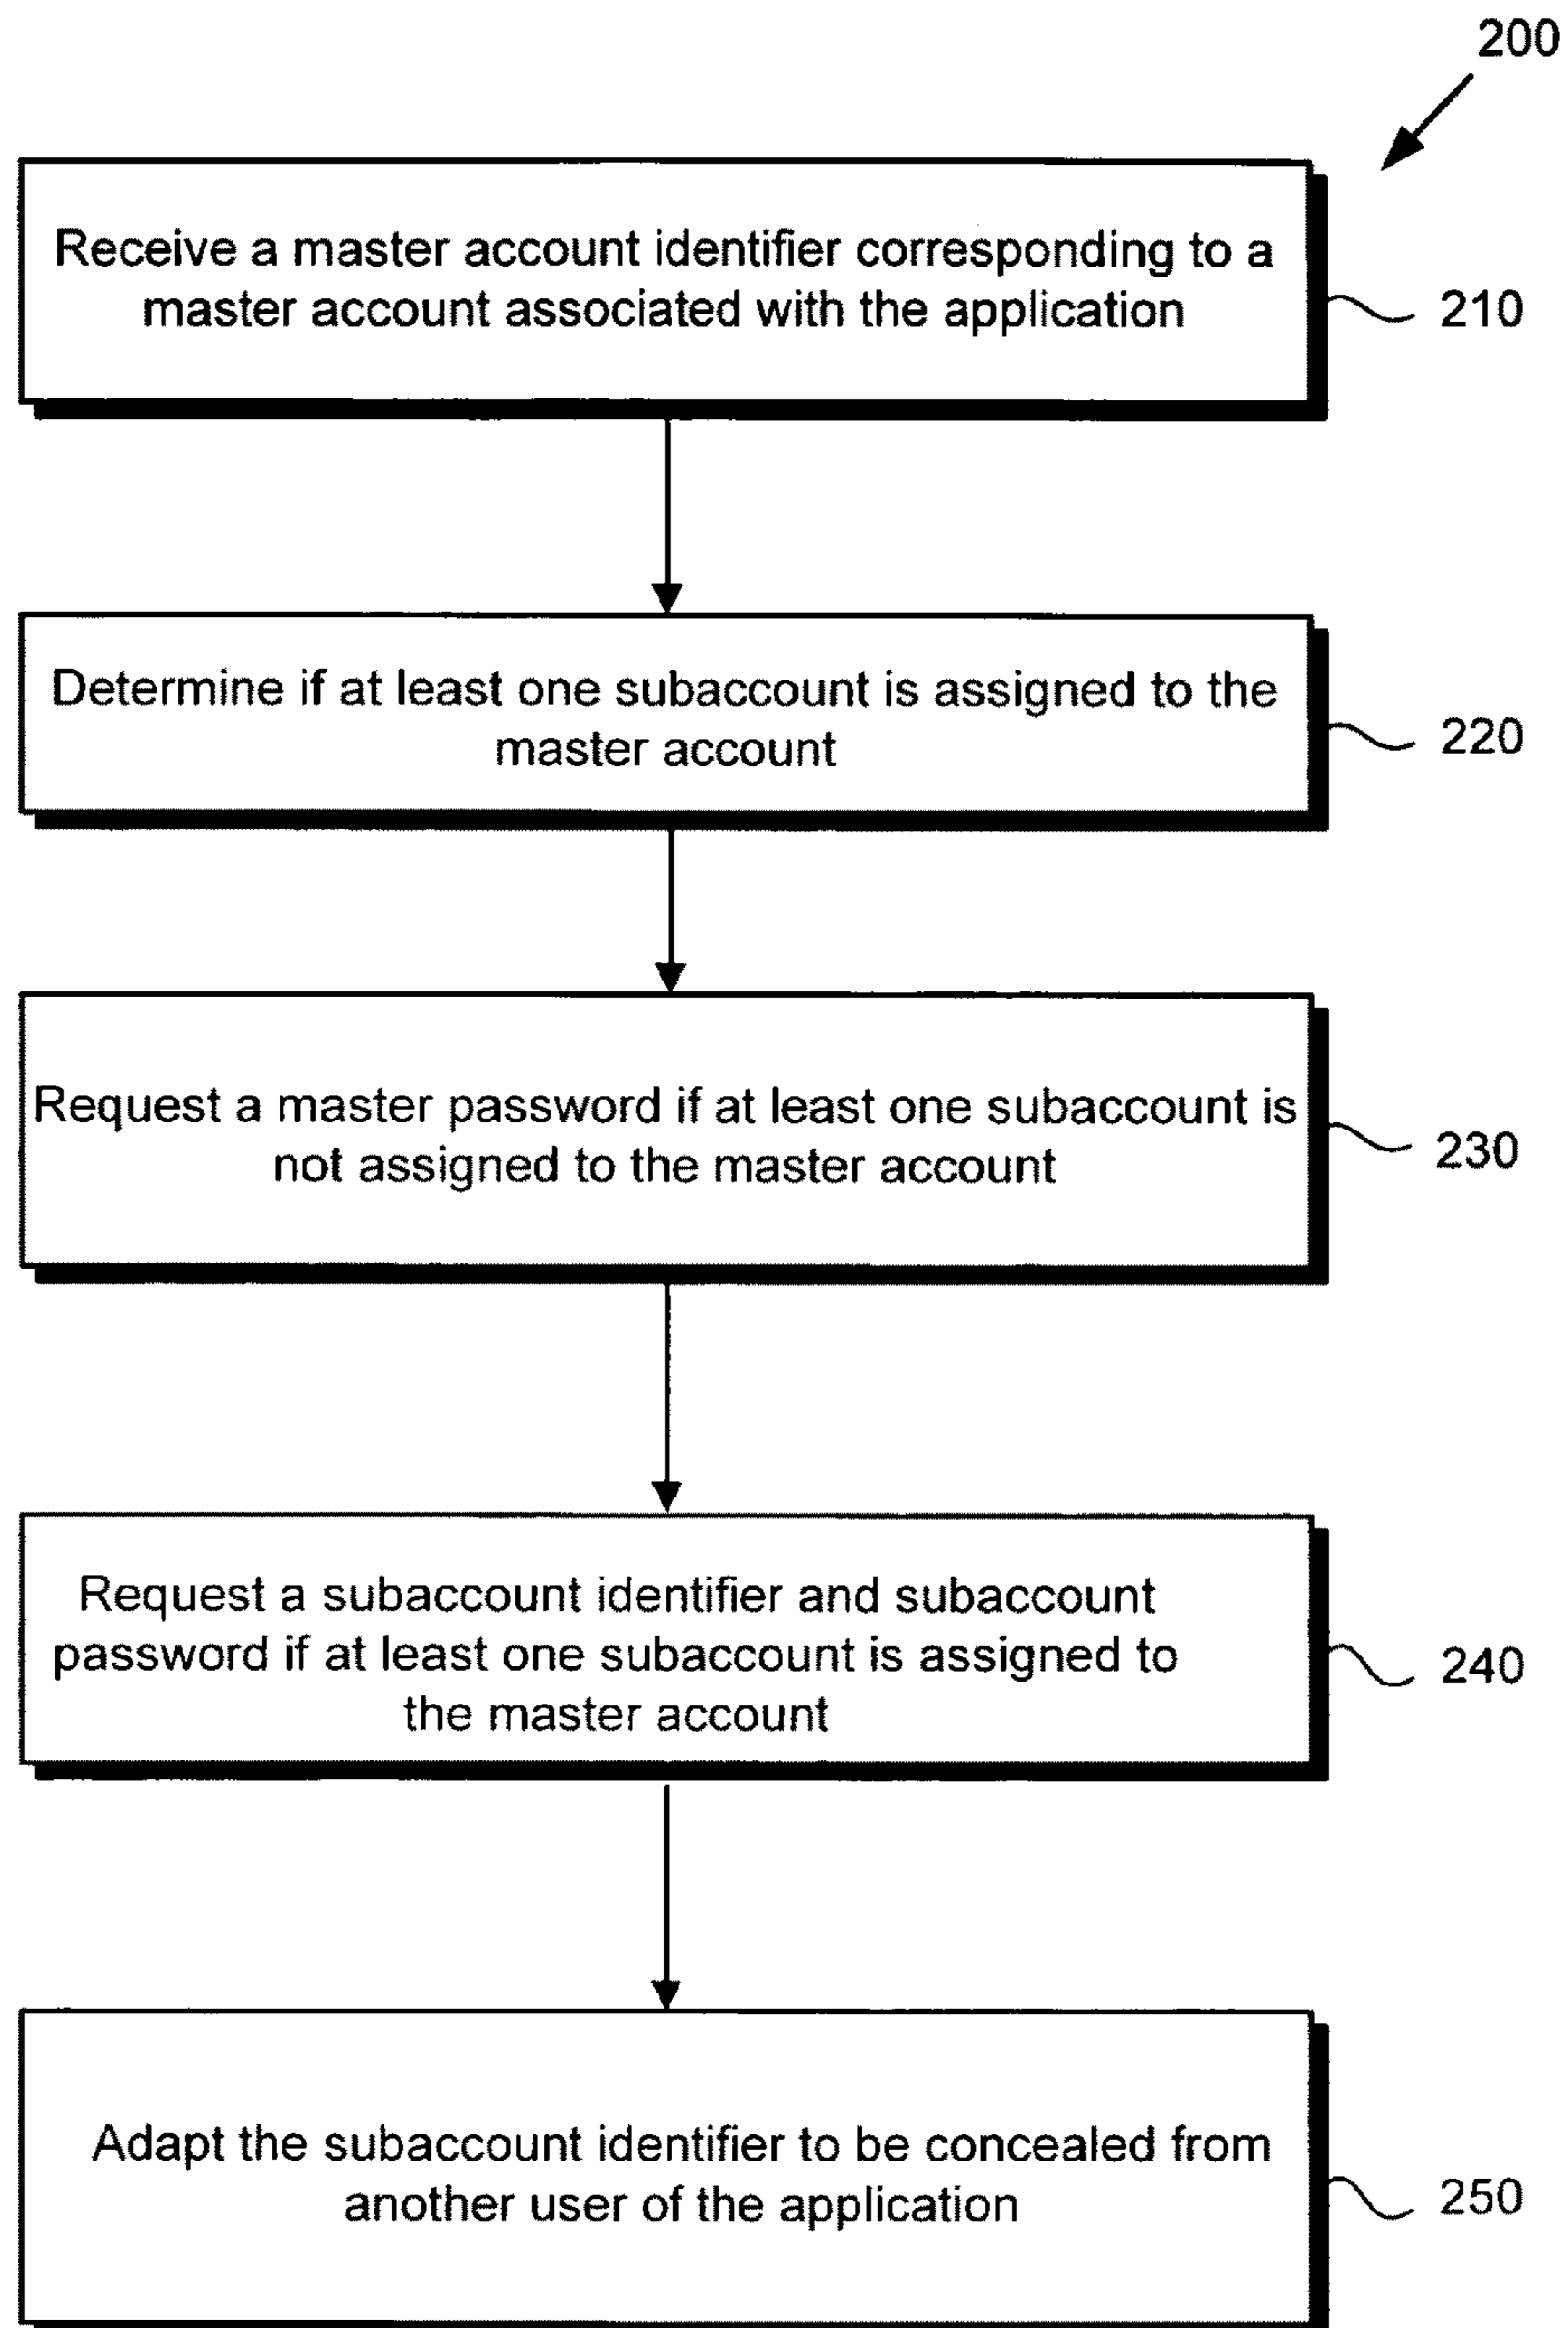 200
Receive a master account identifier corresponding to a
master account associated with the application
210
Determine if at least one subaccount is assigned to the
master account
220
Request a master password if at least one subaccount is
not assigned to the master account
230
Request a subaccount identifier and subaccount
password if at least one subaccount is assigned to
the master account
240
Adapt the subaccount identifier to be concealed from
another user of the application
250